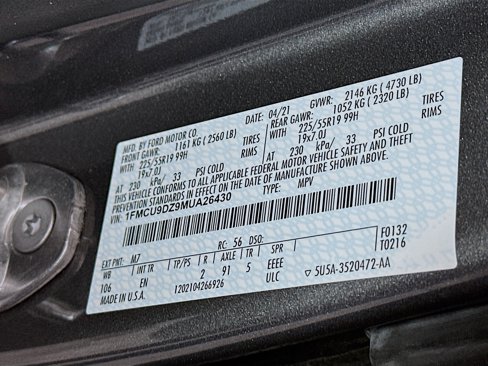 MFD. BY FORD MOTOR CO.
DATE: 04/21 GVWR: 2146 KG ( 4730 LB)
FRONT GAWR: 1161 KG ( 2560 LB) REAR GAWR: 1052 KG ( 2320 LB)
WITH 225/55R19 99H TIRES WITH 225/55R19 99H TIRES
19x7.0J RIMS 19x7.0J RIMS
AT 230 kPa/ 33 PSI COLD AT 230 kPa/ 33 PSI COLD
THIS VEHICLE CONFORMS TO ALL APPLICABLE FEDERAL MOTOR VEHICLE SAFETY AND THEFT
PREVENTION STANDARDS IN EFFECT ON THE DATE OF MANUFACTURE SHOWN ABOVE.
VIN: 1FMCU9DZ9MUA26430 TYPE: MPV
EXT PNT: M7 RC: 56 DSO: F0132
WB INT TR TP/PS R AXLE TR SPR T0216
106 EN 2 91 5 EEEE
MADE IN U.S.A. 1202104266926 ULC 5U5A-3520472-AA